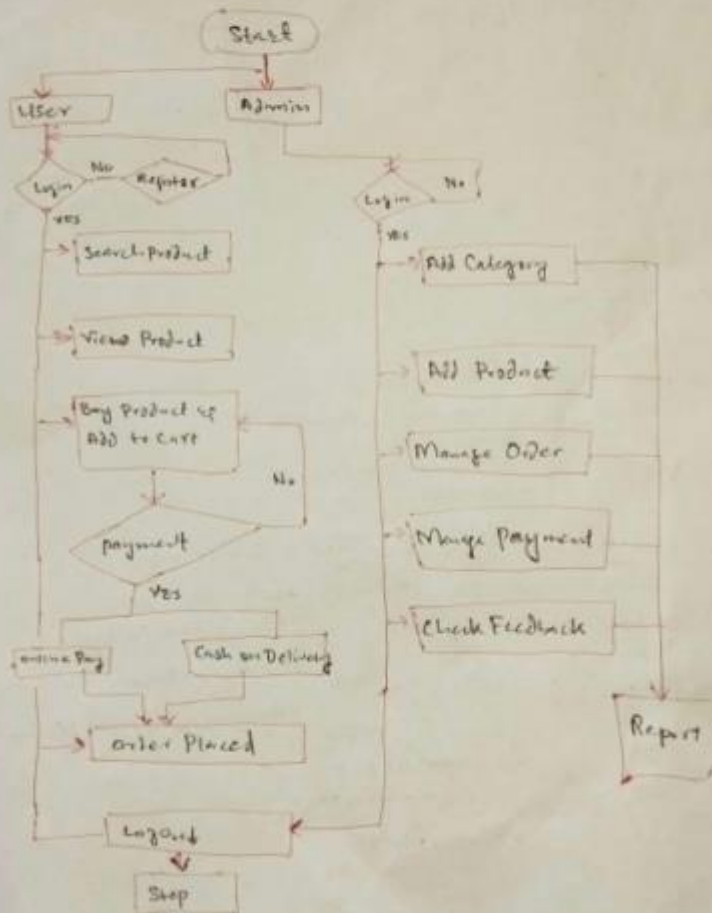 Start
User
Admin
Login
No
Register
Login
No
YES
YES
Search Product
Add Category
View Product
Add Product
Buy Product
Add to Cart
Manage Order
No
Payment
Mange Payment
YES
Check Feedback
online Pay
Cash on Delivery
order Placed
Report
Logout
Stop